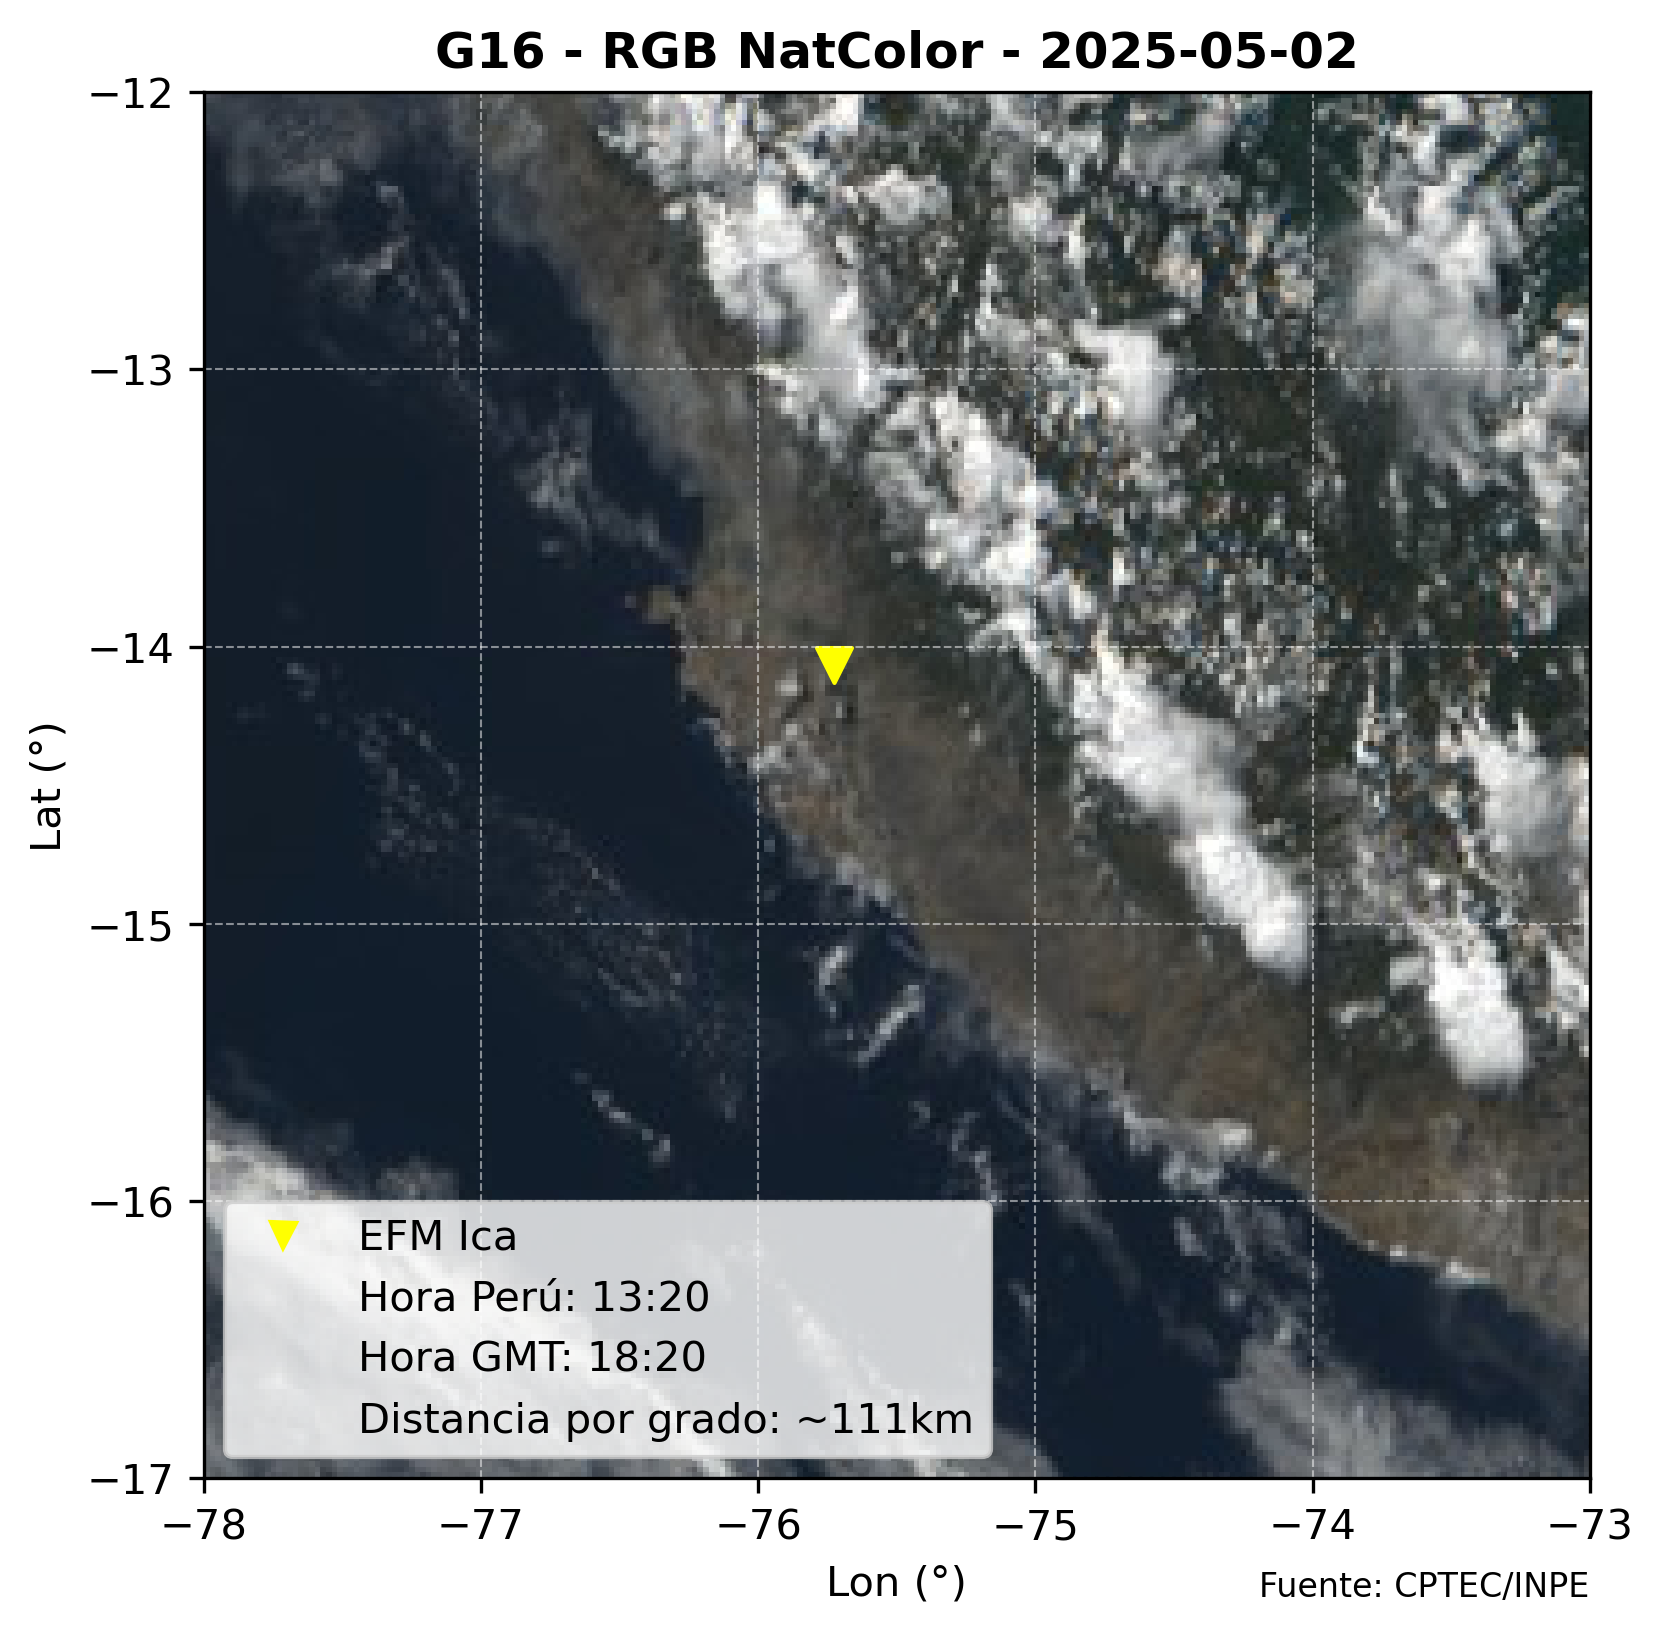 G16 - RGB NatColor - 2025-05-02
−12
−13
−14
−15
−16
−17
Lat (°)
EFM Ica
Hora Perú: 13:20
Hora GMT: 18:20
Distancia por grado: ~111km
−78 −77 −76 −75 −74 −73
Lon (°)
Fuente: CPTEC/INPE